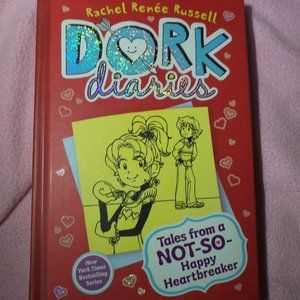 Rachel Renée Russell
DORK
diaries
Tales from a
NOT-SO-
Happy
Heartbreaker
New York
Times Bestselling
Series